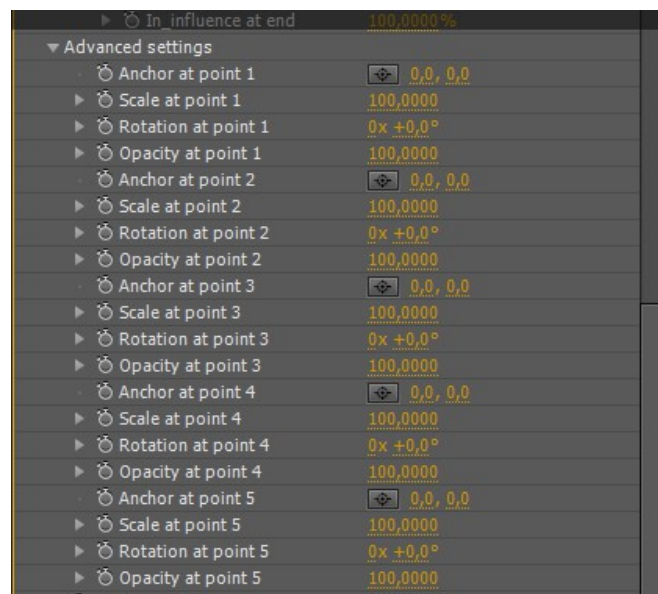 In_influence at end 100,0000%
Advanced settings
Anchor at point 1 0,0, 0,0
Scale at point 1 100,0000
Rotation at point 1 0x +0,0°
Opacity at point 1 100,0000
Anchor at point 2 0,0, 0,0
Scale at point 2 100,0000
Rotation at point 2 0x +0,0°
Opacity at point 2 100,0000
Anchor at point 3 0,0, 0,0
Scale at point 3 100,0000
Rotation at point 3 0x +0,0°
Opacity at point 3 100,0000
Anchor at point 4 0,0, 0,0
Scale at point 4 100,0000
Rotation at point 4 0x +0,0°
Opacity at point 4 100,0000
Anchor at point 5 0,0, 0,0
Scale at point 5 100,0000
Rotation at point 5 0x +0,0°
Opacity at point 5 100,0000